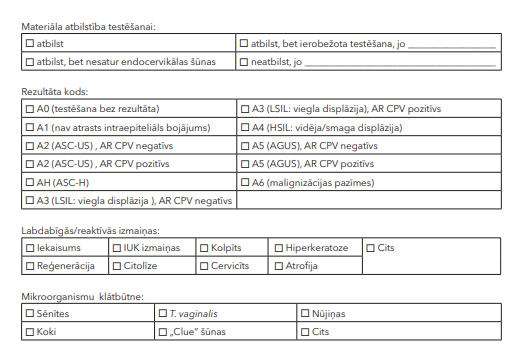 Materiāla atbilstība testēšanai:
☐ atbilst ☐ atbilst, bet ierobežota testēšana, jo ____________________
☐ atbilst, bet nesatur endocervikālas šūnas ☐ neatbilst, jo ____________________
Rezultāta kods:
☐ A0 (testēšana bez rezultāta) ☐ A3 (LSIL: viegla displāzija), AR CPV pozitīvs
☐ A1 (nav atrasts intraepiteliāls bojājums) ☐ A4 (HSIL: vidēja/smaga displāzija)
☐ A2 (ASC-US) , AR CPV negatīvs ☐ A5 (AGUS), AR CPV negatīvs
☐ A2 (ASC-US) , AR CPV pozitīvs ☐ A5 (AGUS), AR CPV pozitīvs
☐ AH (ASC-H) ☐ A6 (malignizācijas pazīmes)
☐ A3 (LSIL: viegla displāzija ), AR CPV negatīvs
Labdabīgās/reaktīvās izmaiņas:
☐ Iekaisums ☐ IUK izmaiņas ☐ Kolpīts ☐ Hiperkeratoze ☐ Cits
☐ Reģenerācija ☐ Citolīze ☐ Cervicīts ☐ Atrofija
Mikroorganismu klātbūtne:
☐ Sēnītes ☐ T. vaginalis ☐ Nūjiņas
☐ Koki ☐ „Clue" šūnas ☐ Cits